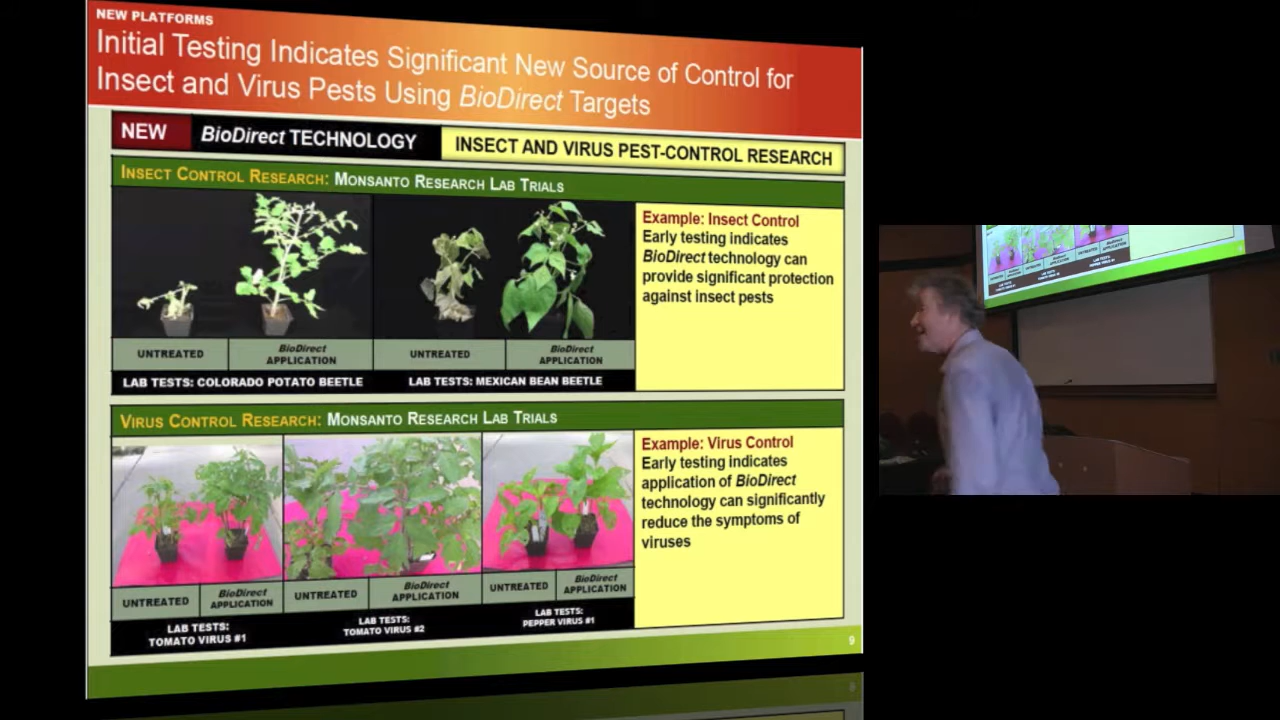 NEW PLATFORMS
Initial Testing Indicates Significant New Source of Control for
Insect and Virus Pests Using BioDirect Targets
NEW
BioDirect TECHNOLOGY
INSECT AND VIRUS PEST-CONTROL RESEARCH
INSECT CONTROL RESEARCH: MONSANTO RESEARCH LAB TRIALS
UNTREATED
BioDirect
APPLICATION
UNTREATED
BioDirect
APPLICATION
LAB TESTS: COLORADO POTATO BEETLE
LAB TESTS: MEXICAN BEAN BEETLE
Example: Insect Control
Early testing indicates
BioDirect technology can
provide significant protection
against insect pests
VIRUS CONTROL RESEARCH: MONSANTO RESEARCH LAB TRIALS
UNTREATED
BioDirect
APPLICATION
UNTREATED
BioDirect
APPLICATION
UNTREATED
BioDirect
APPLICATION
LAB TESTS:
TOMATO VIRUS #1
LAB TESTS:
TOMATO VIRUS #2
LAB TESTS:
PEPPER VIRUS #1
Example: Virus Control
Early testing indicates
application of BioDirect
technology can significantly
reduce the symptoms of
viruses
9